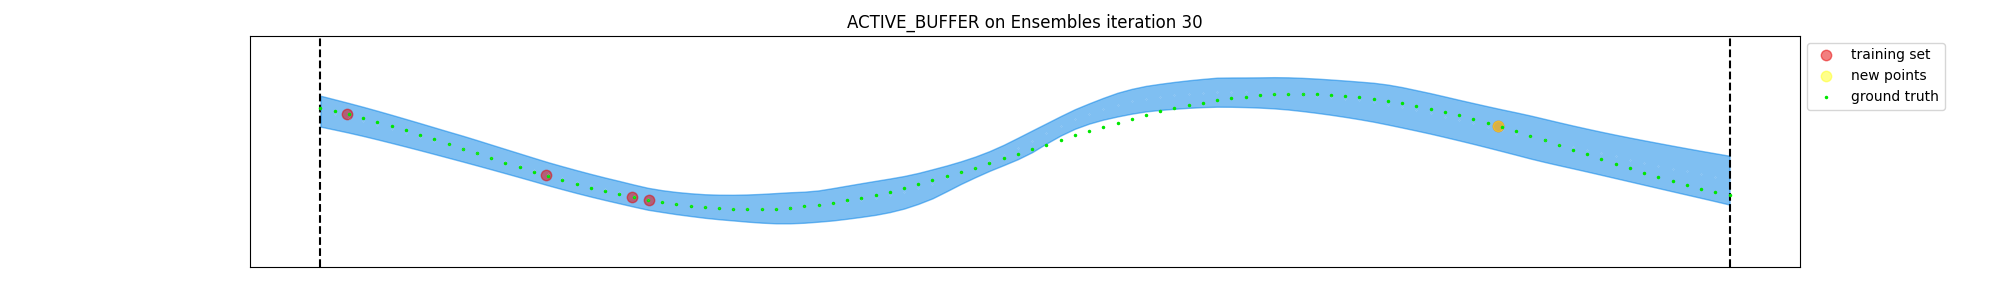 ACTIVE_BUFFER on Ensembles iteration 30
training set
new points
ground truth